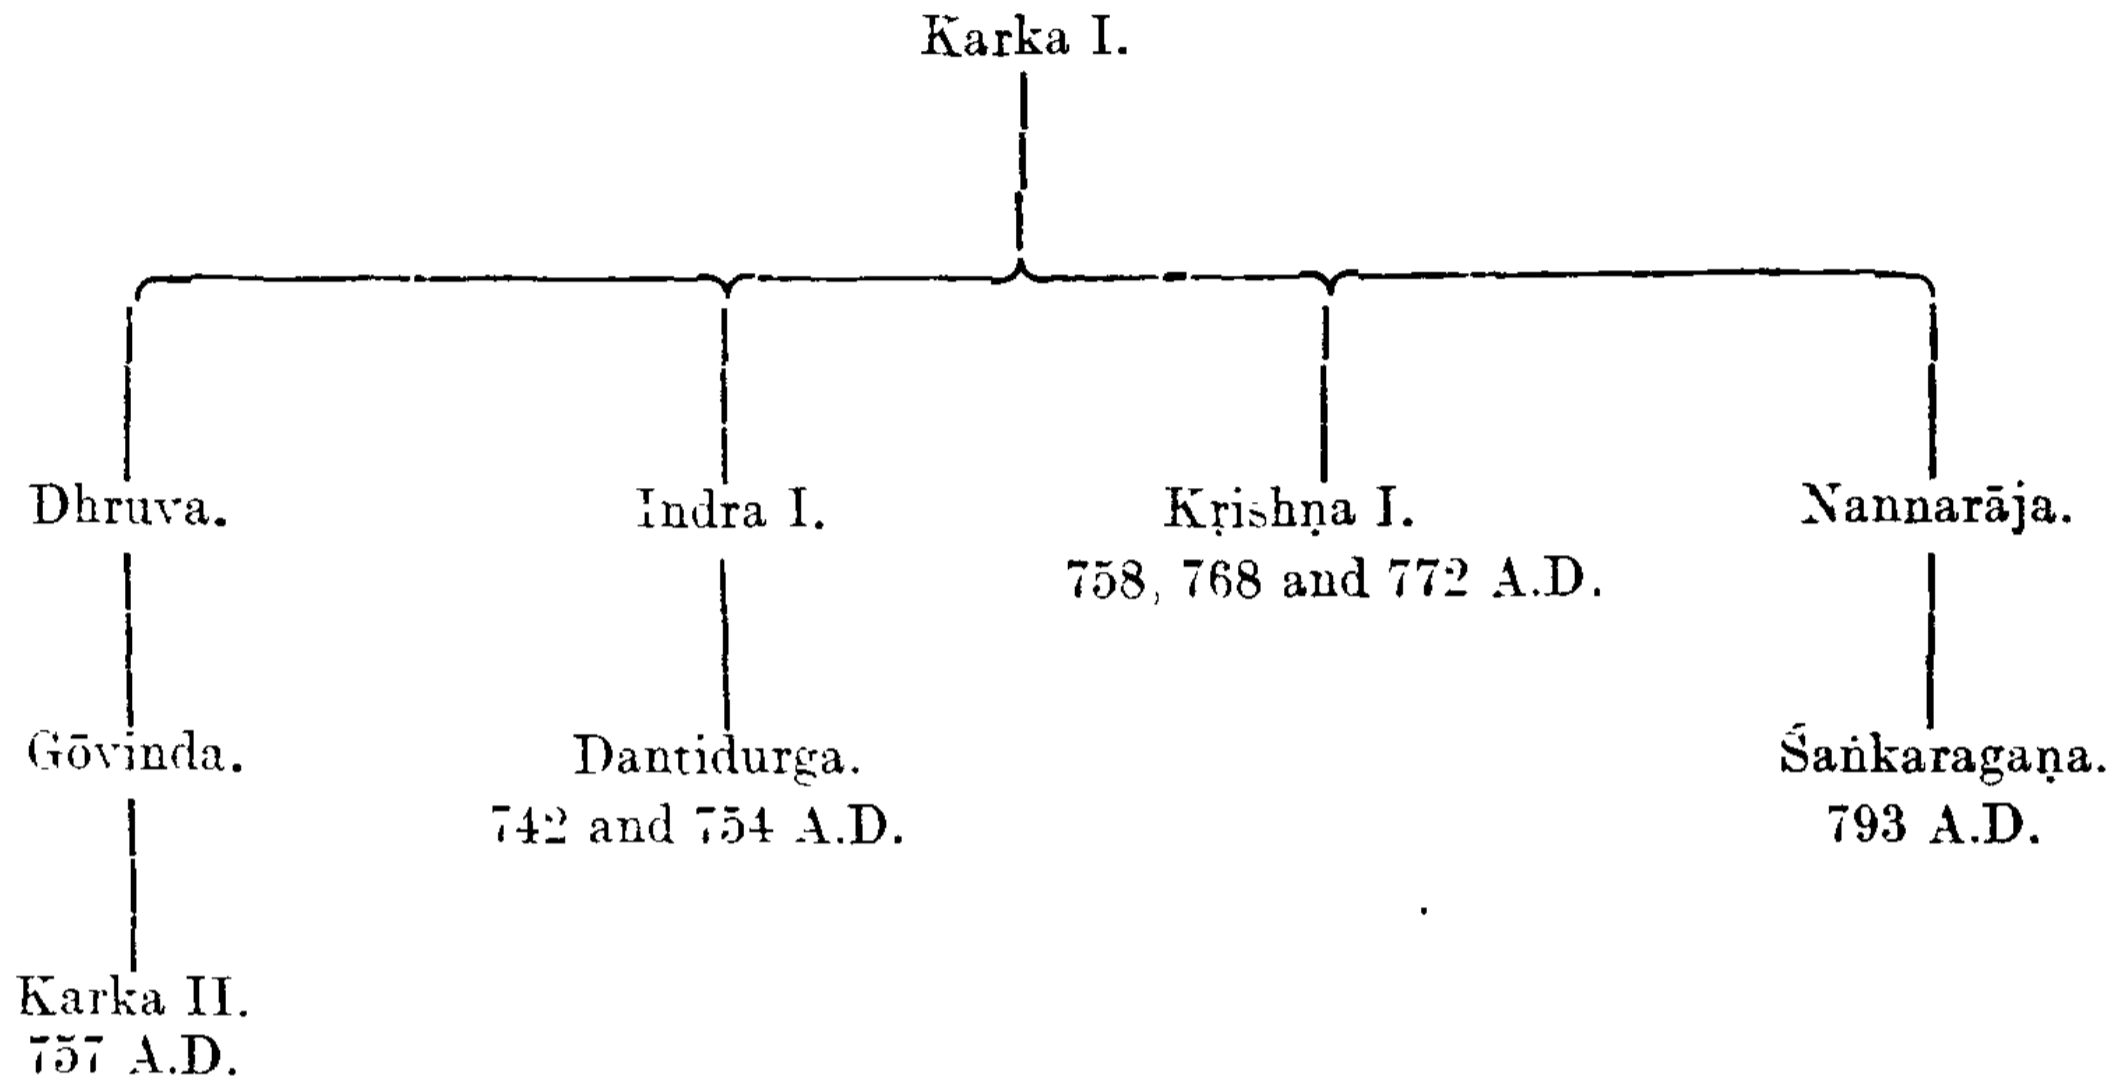 Karka I.
Dhruva.
Indra I.
Kṛishṇa I.
758, 768 and 772 A.D.
Nannarāja.
Gōvinda.
Dantidurga.
742 and 754 A.D.
Śaṅkaragaṇa.
793 A.D.
Karka II.
757 A.D.